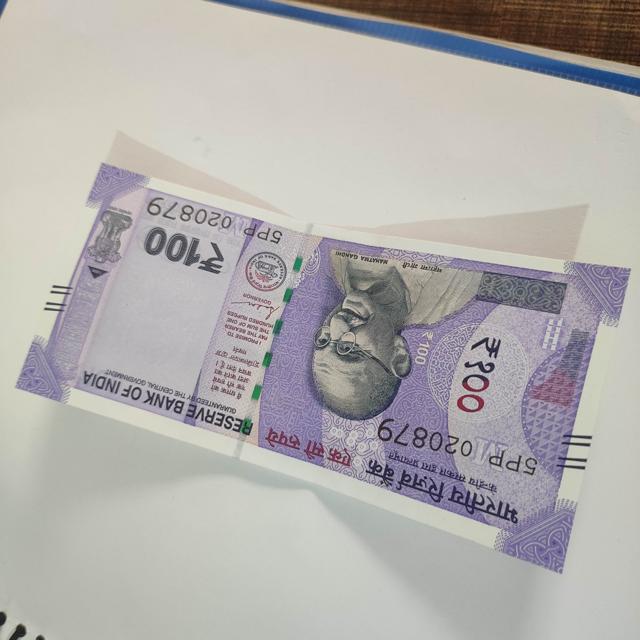 भारतीय रिज़र्व बैंक
केन्द्रीय सरकार द्वारा प्रत्याभूत
5PP 020879
एक सौ रुपये
₹१००
₹100
महात्मा गांधी
MAHATMA GANDHI
RESERVE BANK OF INDIA
GUARANTEED BY THE CENTRAL GOVERNMENT
I PROMISE TO PAY THE BEARER
THE SUM OF ONE
HUNDRED RUPEES
GOVERNOR
₹100
5PP 020879